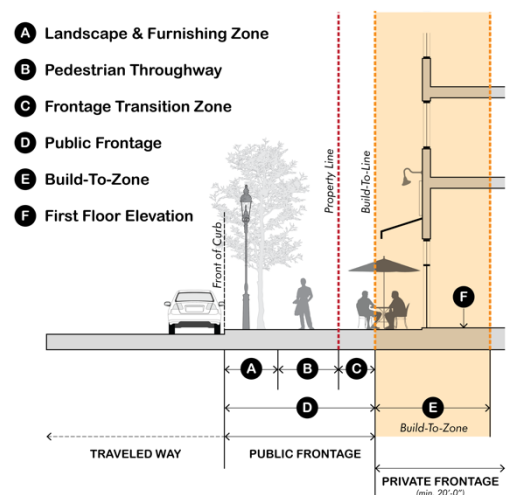 A Landscape & Furnishing Zone
B Pedestrian Throughway
C Frontage Transition Zone
D Public Frontage
E Build-To-Zone
F First Floor Elevation
Front of Curb
Property Line
Build-To-Line
F
A B C
D E
Build-To-Zone
TRAVELED WAY PUBLIC FRONTAGE
PRIVATE FRONTAGE
(min. 20'-0")